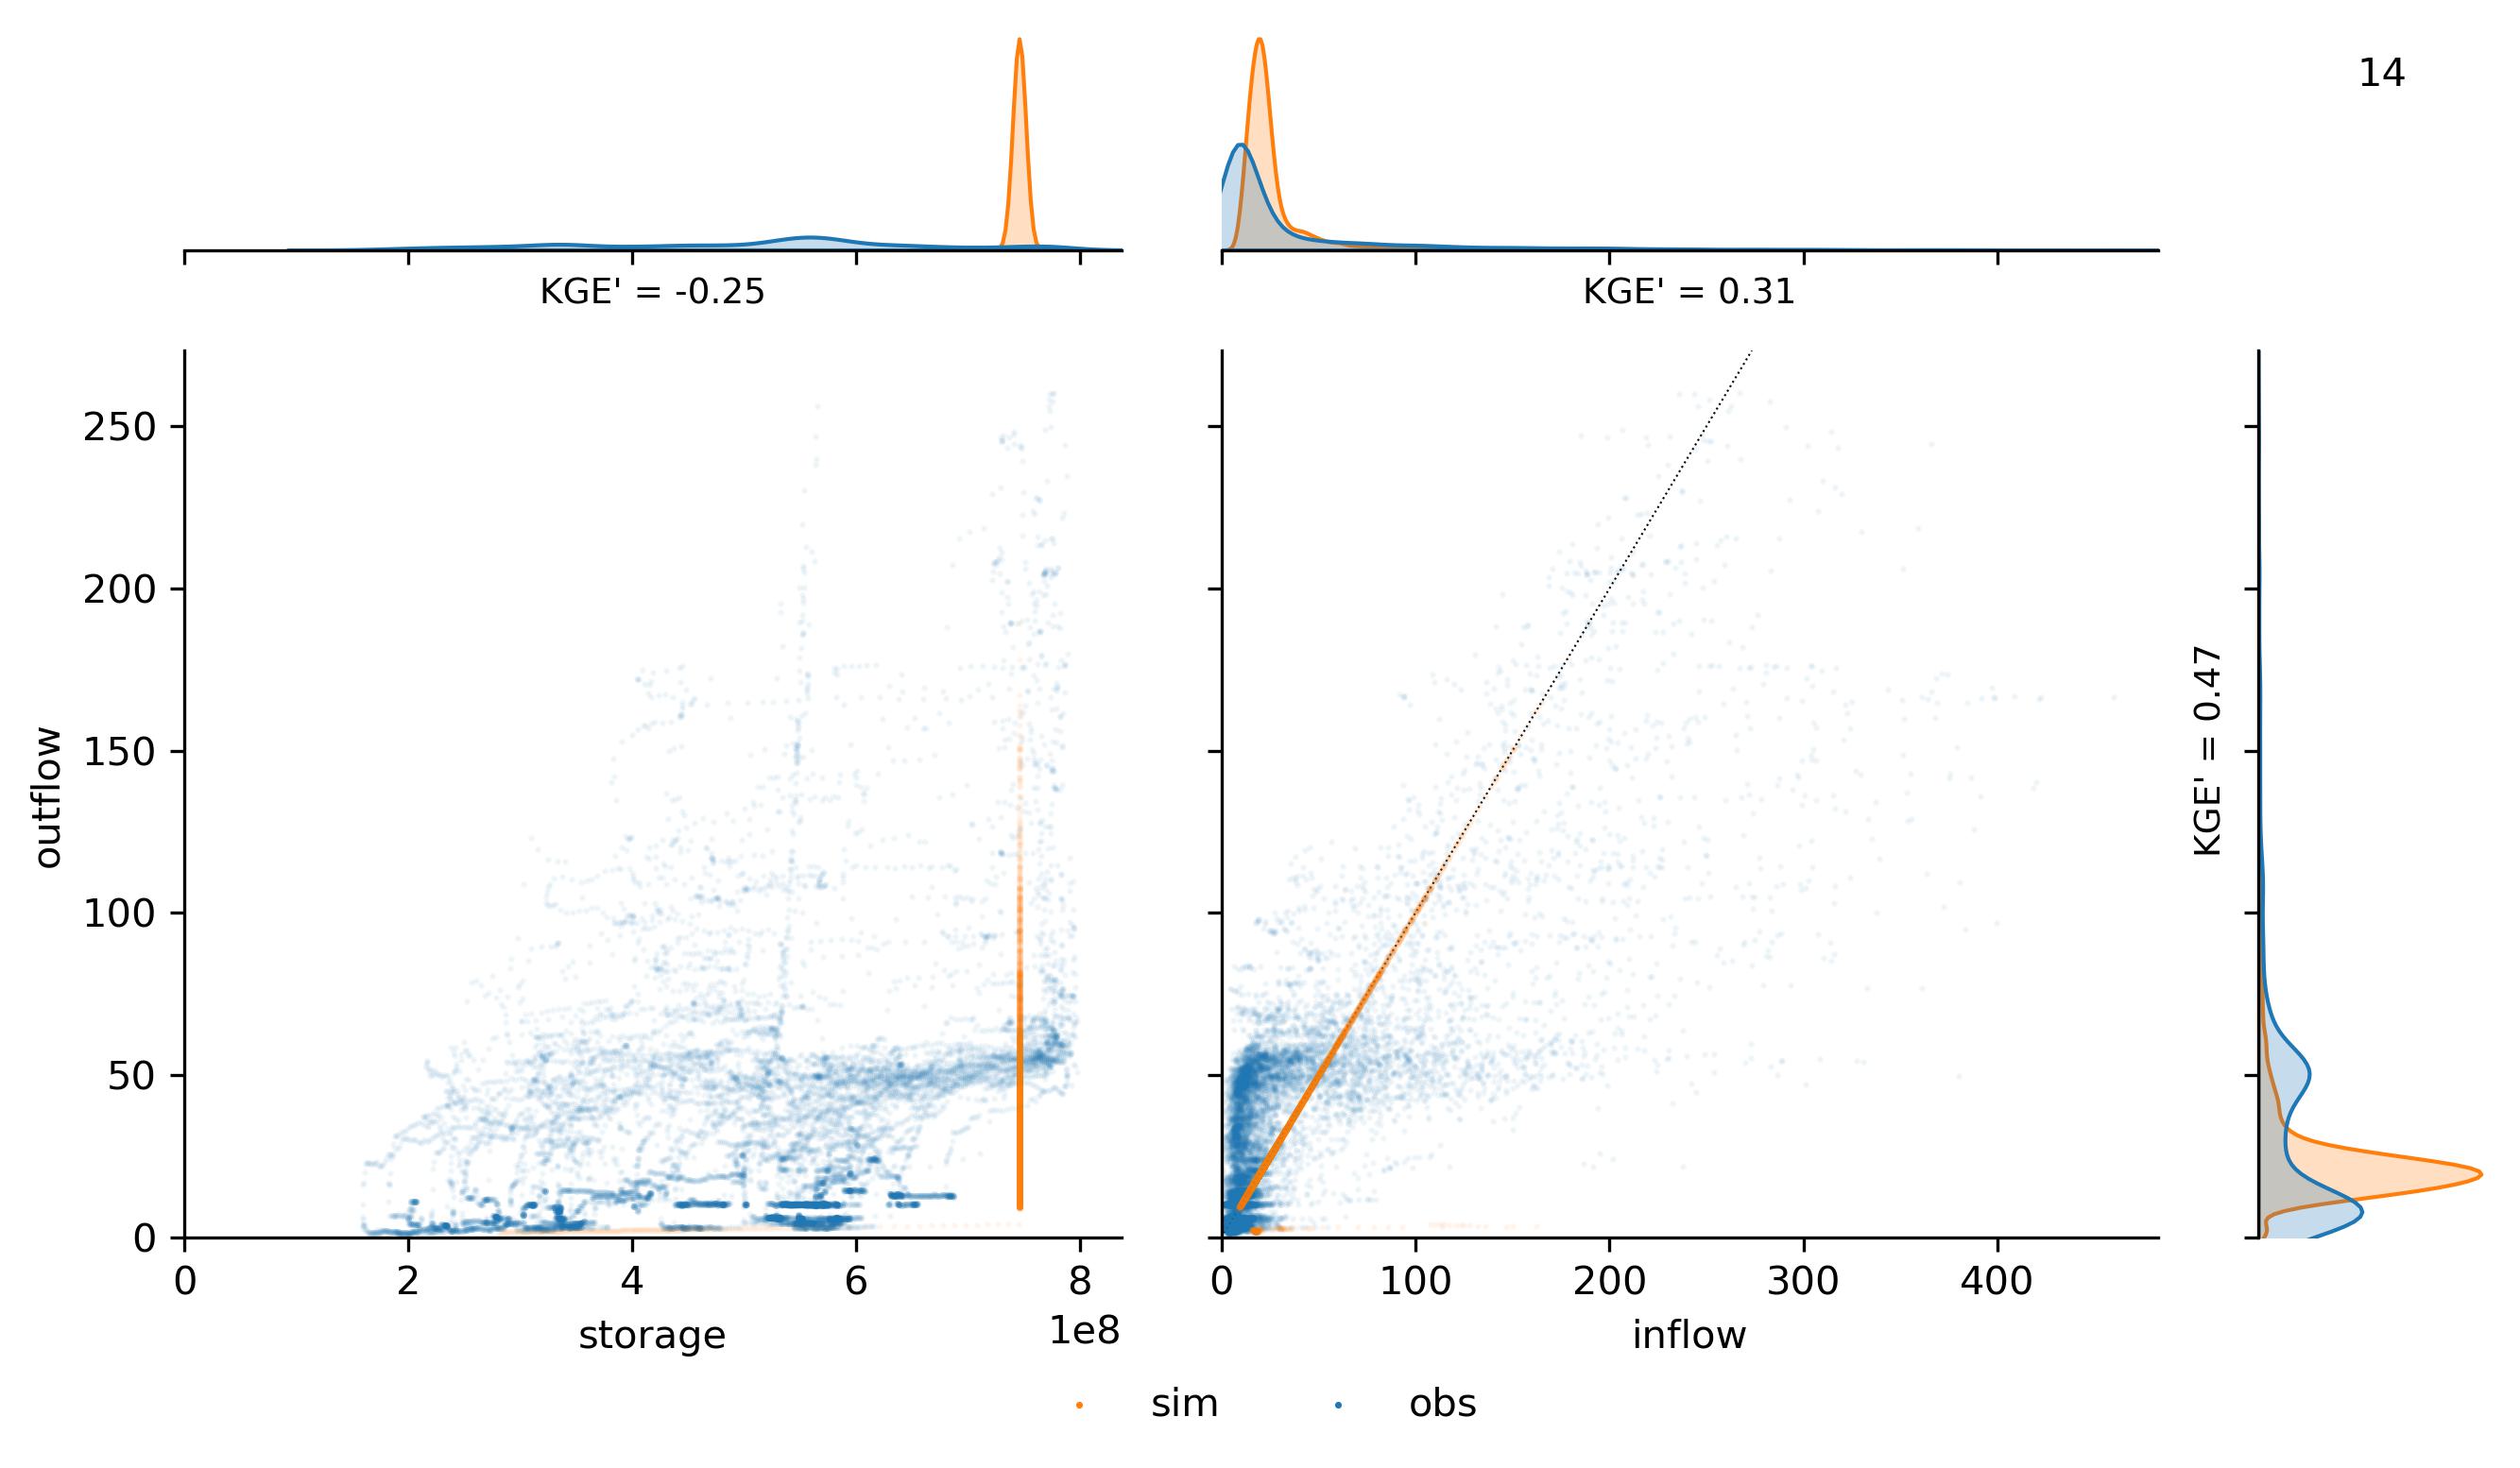 14
KGE' = -0.25
KGE' = 0.31
250
200
150
100
50
0
outflow
KGE' = 0.47
0 2 4 6 8
1e8
storage
0 100 200 300 400
inflow
sim obs